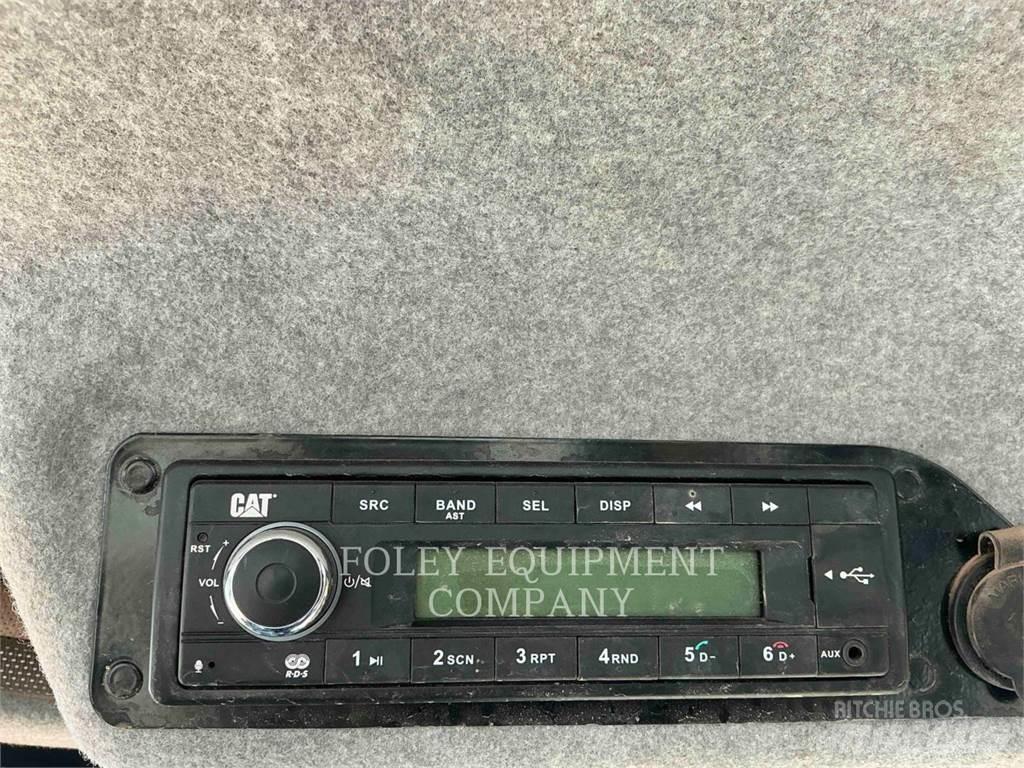 CAT
SRC
BAND
AST
SEL
DISP
RST
VOL
+
-
FOLEY EQUIPMENT
COMPANY
R·D·S
1
2 SCN
3 RPT
4 RND
5 D-
6 D+
AUX
RITCHIE BROS